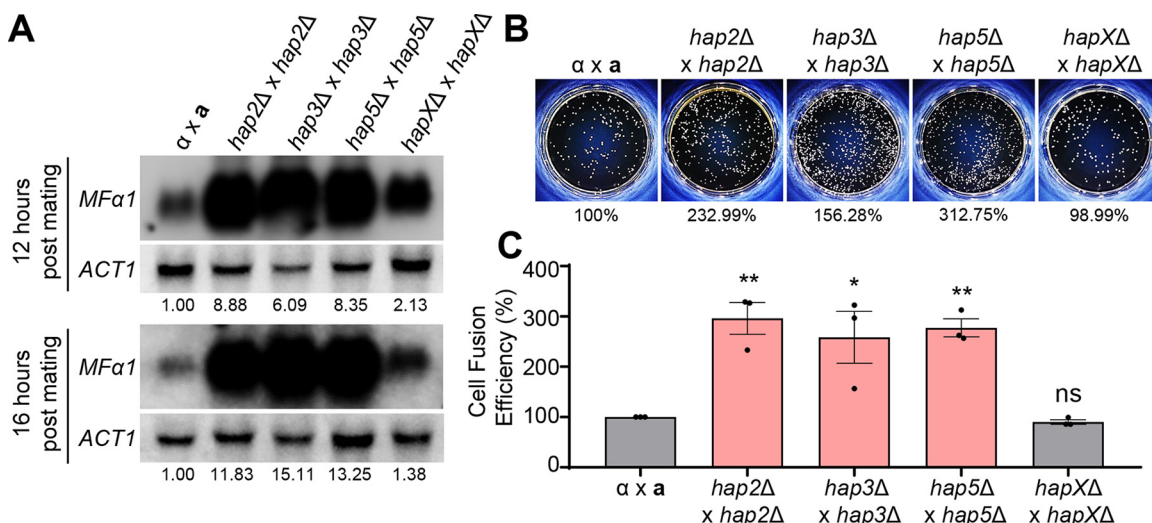 A
α x a
hap2Δ x hap2Δ
hap3Δ x hap3Δ
hap5Δ x hap5Δ
hapXΔ x hapXΔ
12 hours
post mating
MFα1
ACT1
1.00 8.88 6.09 8.35 2.13
16 hours
post mating
MFα1
ACT1
1.00 11.83 15.11 13.25 1.38
B
α x a
hap2Δ
x hap2Δ
hap3Δ
x hap3Δ
hap5Δ
x hap5Δ
hapXΔ
x hapXΔ
100% 232.99% 156.28% 312.75% 98.99%
C
Cell Fusion
Efficiency (%)
400
300
200
100
0
** * ** ns
α x a
hap2Δ
x hap2Δ
hap3Δ
x hap3Δ
hap5Δ
x hap5Δ
hapXΔ
x hapXΔ